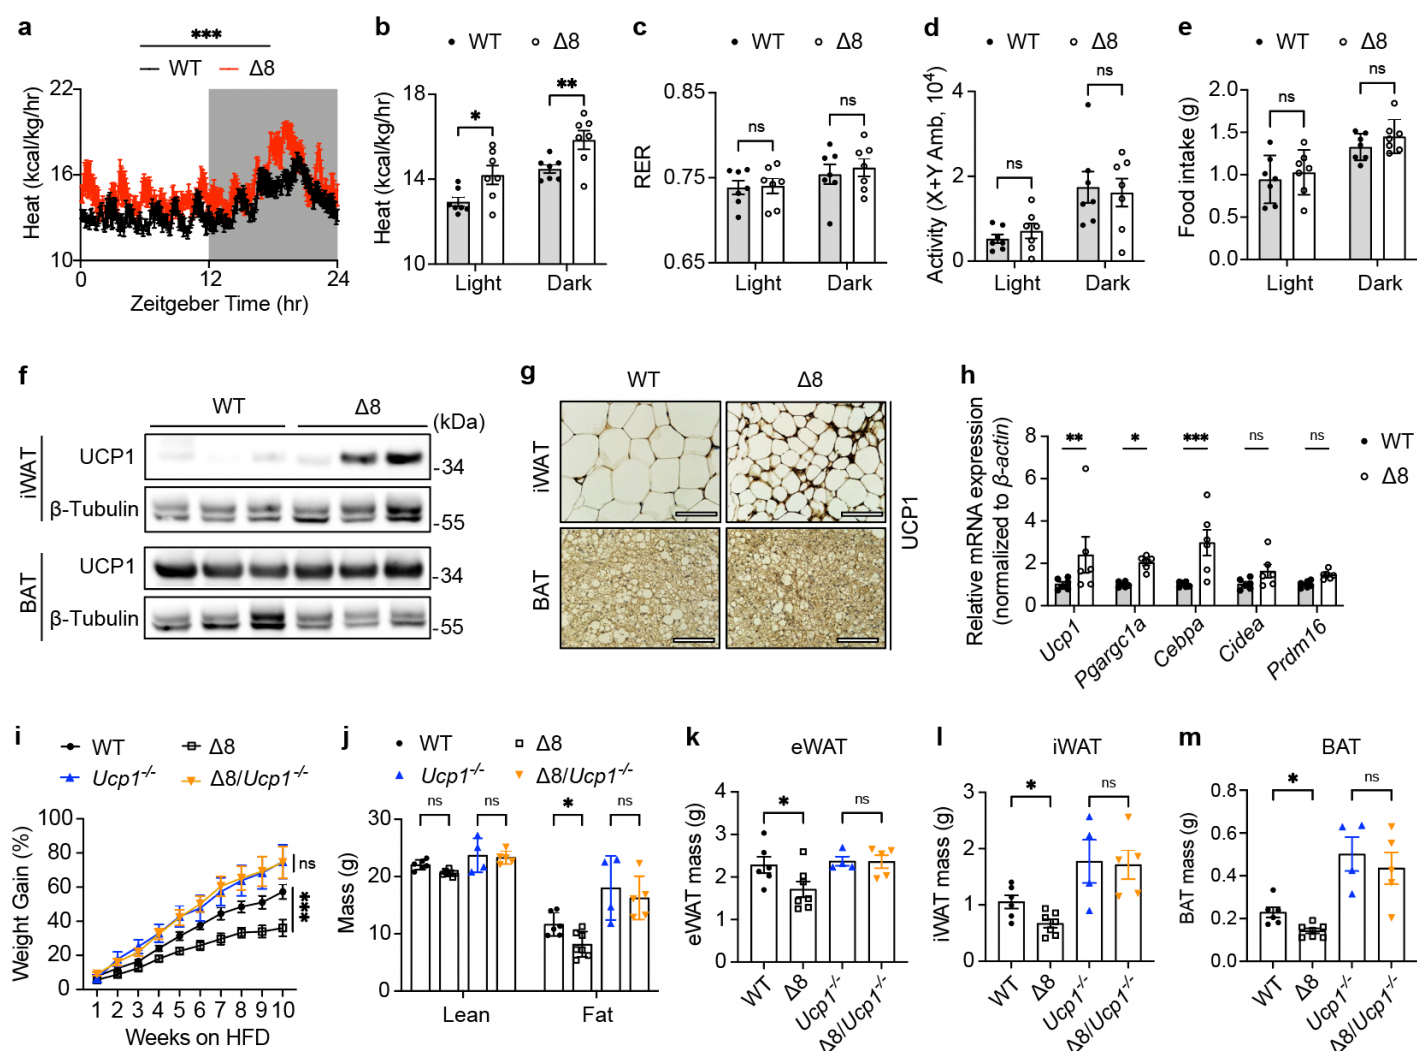 a
***
WT Δ8
22
16
10
0 12 24
Heat (kcal/kg/hr)
Zeitgeber Time (hr)
b
WT Δ8
18
14
10
* **
Heat (kcal/kg/hr)
Light Dark
c
WT Δ8
0.85
0.75
0.65
ns ns
RER
Light Dark
d
WT Δ8
4
2
0
ns ns
Activity (X+Y Amb, 10⁴)
Light Dark
e
WT Δ8
2.0
1.5
1.0
0.5
0.0
ns ns
Food intake (g)
Light Dark
f
WT Δ8 (kDa)
iWAT
UCP1 -34
β-Tubulin -55
BAT
UCP1 -34
β-Tubulin -55
g
WT Δ8
iWAT
BAT
UCP1
h
Relative mRNA expression
(normalized to β-actin)
8
6
4
2
0
** * *** ns ns
WT
Δ8
Ucp1 Pgargc1a Cebpa Cidea Prdm16
i
WT Δ8
Ucp1-/- Δ8/Ucp1-/-
100
80
60
40
20
0
ns
***
Weight Gain (%)
1 2 3 4 5 6 7 8 9 10
Weeks on HFD
j
WT Δ8
Ucp1-/- Δ8/Ucp1-/-
30
20
10
0
ns ns * ns
Mass (g)
Lean Fat
k
eWAT
4
3
2
1
0
* ns
eWAT mass (g)
WT Δ8 Ucp1-/- Δ8/Ucp1-/-
l
iWAT
3
2
1
0
* ns
iWAT mass (g)
WT Δ8 Ucp1-/- Δ8/Ucp1-/-
m
BAT
0.8
0.6
0.4
0.2
0.0
* ns
BAT mass (g)
WT Δ8 Ucp1-/- Δ8/Ucp1-/-